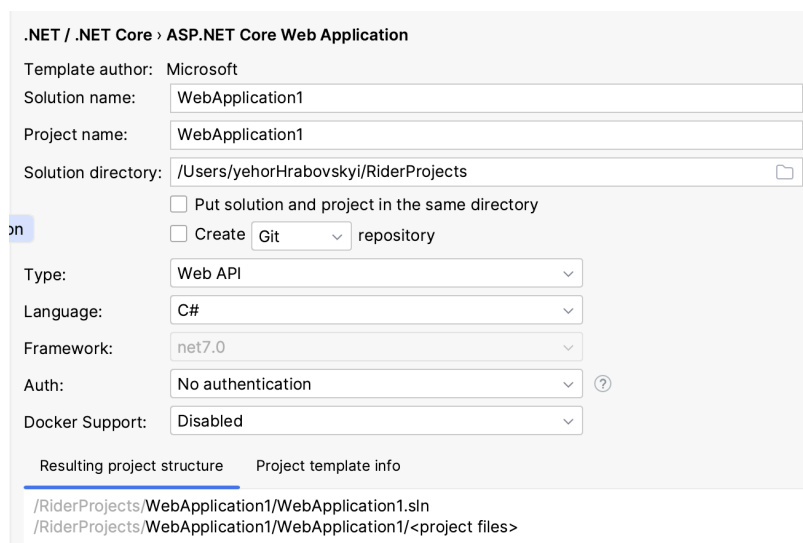 .NET / .NET Core › ASP.NET Core Web Application
Template author: Microsoft
Solution name: WebApplication1
Project name: WebApplication1
Solution directory: /Users/yehorHrabovskyi/RiderProjects
Put solution and project in the same directory
on
Create Git repository
Type: Web API
Language: C#
Framework: net7.0
Auth: No authentication ?
Docker Support: Disabled
Resulting project structure Project template info
/RiderProjects/WebApplication1/WebApplication1.sln
/RiderProjects/WebApplication1/WebApplication1/<project files>